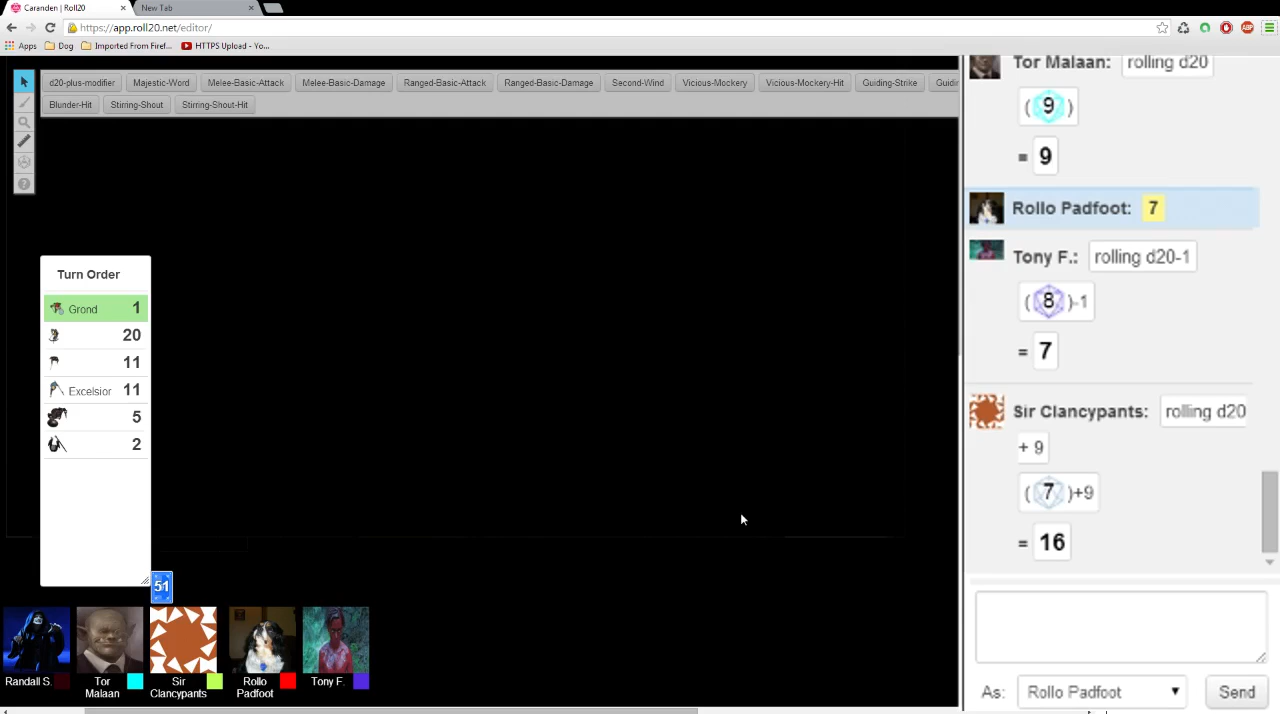 Caranden | Roll20
New Tab
https://app.roll20.net/editor/
Apps Dog Imported From Firef... HTTPS Upload - Yo...
d20-plus-modifier Majestic-Word Melee-Basic-Attack Melee-Basic-Damage Ranged-Basic-Attack Ranged-Basic-Damage Second-Wind Vicious-Mockery Vicious-Mockery-Hit Guiding-Strike Guidi
Blunder-Hit Stirring-Shout Stirring-Shout-Hit
Turn Order
Grond 1
20
11
Excelsior 11
5
2
51
Randall S.
Tor Malaan
Sir Clancypants
Rollo Padfoot
Tony F.
Tor Malaan: rolling d20
(9)
= 9
Rollo Padfoot: 7
Tony F.: rolling d20-1
(8)-1
= 7
Sir Clancypants: rolling d20
+ 9
(7)+9
= 16
As: Rollo Padfoot Send
ABP